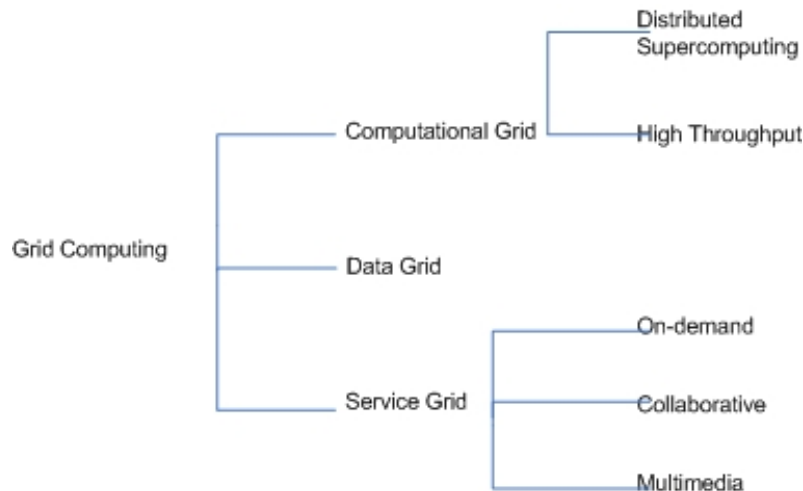 Distributed
Supercomputing
Computational Grid
High Throughput
Grid Computing
Data Grid
On-demand
Service Grid
Collaborative
Multimedia